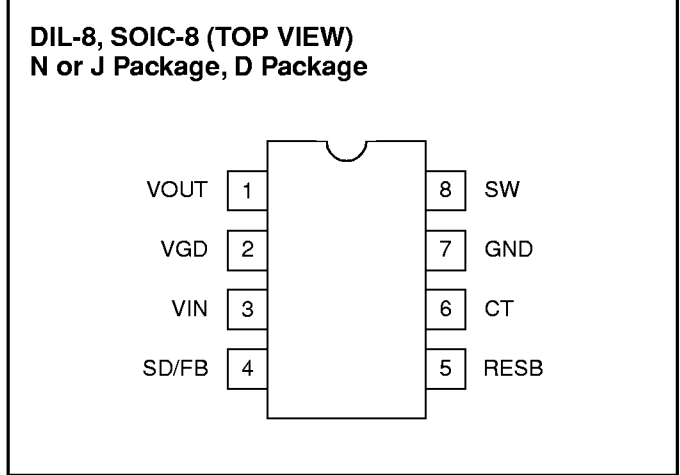 DIL-8, SOIC-8 (TOP VIEW)
N or J Package, D Package
VOUT 1 8 SW
VGD 2 7 GND
VIN 3 6 CT
SD/FB 4 5 RESB